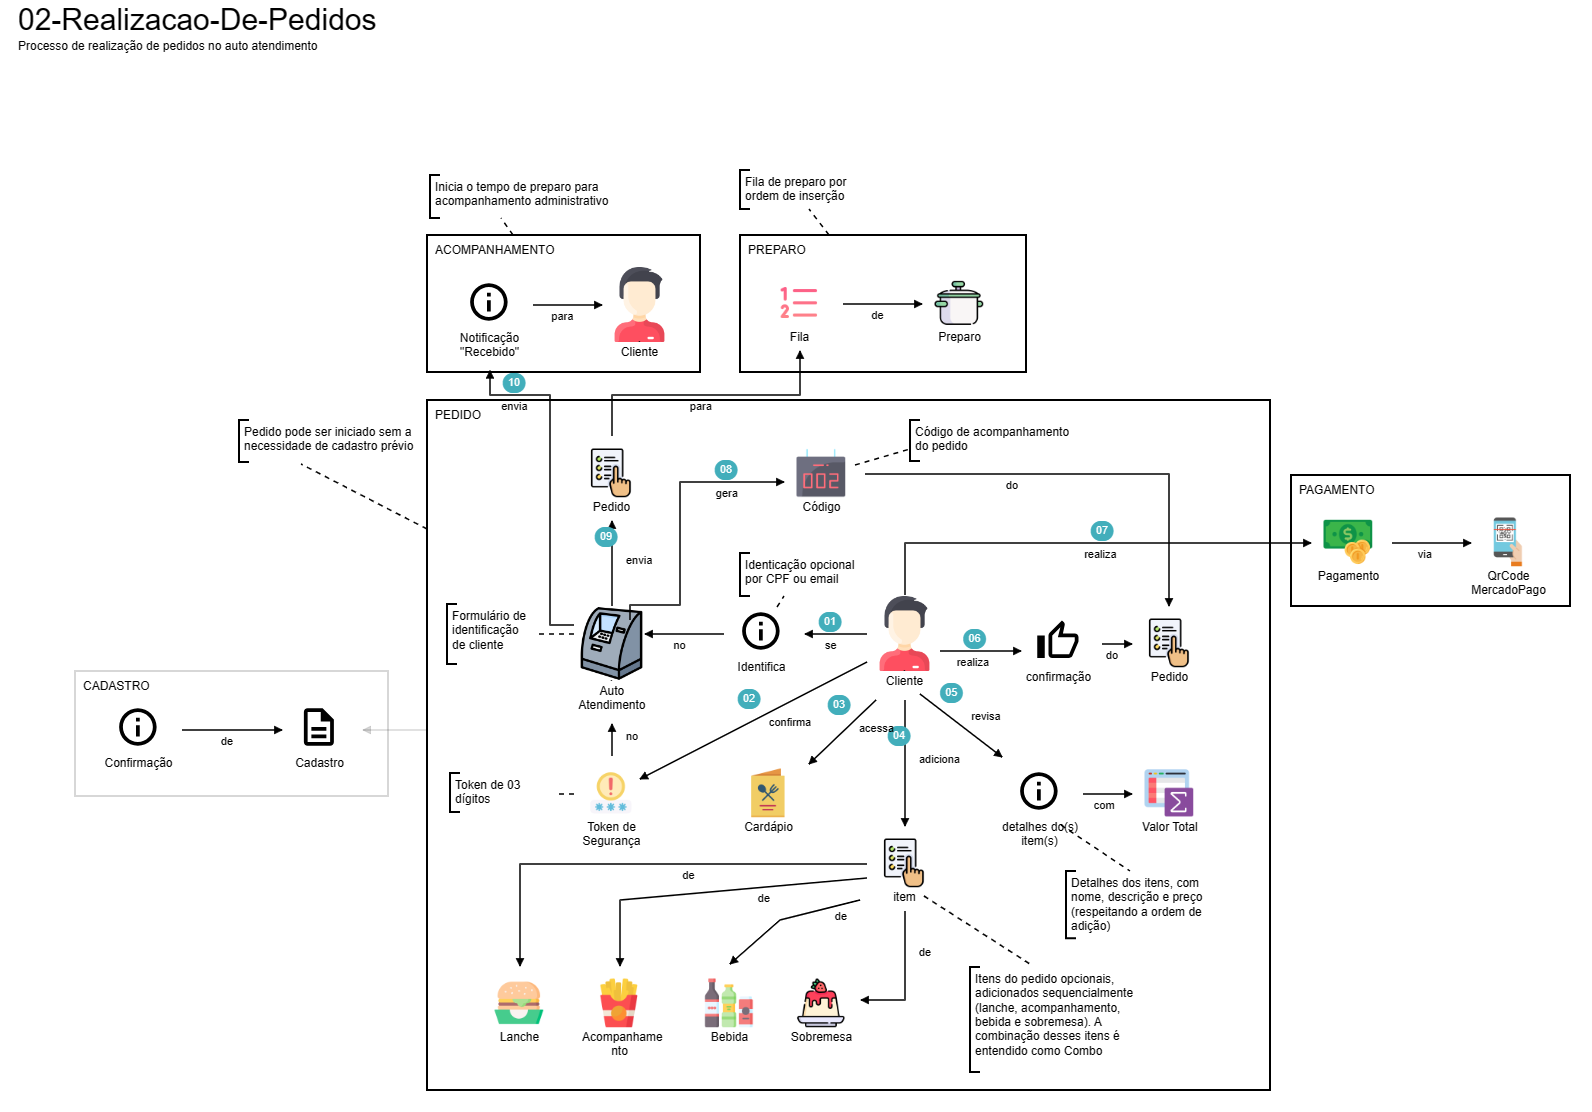 02-Realizacao-De-Pedidos
Processo de realização de pedidos no auto atendimento
Inicia o tempo de preparo para
acompanhamento administrativo
Fila de preparo por
ordem de inserção
ACOMPANHAMENTO
Notificação
"Recebido"
para
Cliente
PREPARO
1
2
Fila
de
Preparo
10
envia
para
PEDIDO
Pedido pode ser iniciado sem a
necessidade de cadastro prévio
Pedido
08
gera
002
Código
Código de acompanhamento
do pedido
do
09
envia
07
realiza
PAGAMENTO
Pagamento
via
QrCode
MercadoPago
Identicação opcional
por CPF ou email
Formulário de
identificação
de cliente
Auto
Atendimento
no
Identifica
01
se
Cliente
06
realiza
confirmação
do
Pedido
CADASTRO
Confirmação
de
Cadastro
no
02
confirma
03
acessa
04
adiciona
05
revisa
Token de 03
dígitos
Token de
Segurança
Cardápio
detalhes do(s)
item(s)
com
Valor Total
item
Detalhes dos itens, com
nome, descrição e preço
(respeitando a ordem de
adição)
de
de
de
de
Itens do pedido opcionais,
adicionados sequencialmente
(lanche, acompanhamento,
bebida e sobremesa). A
combinação desses itens é
entendido como Combo
Lanche
Acompanhame
nto
Bebida
Sobremesa